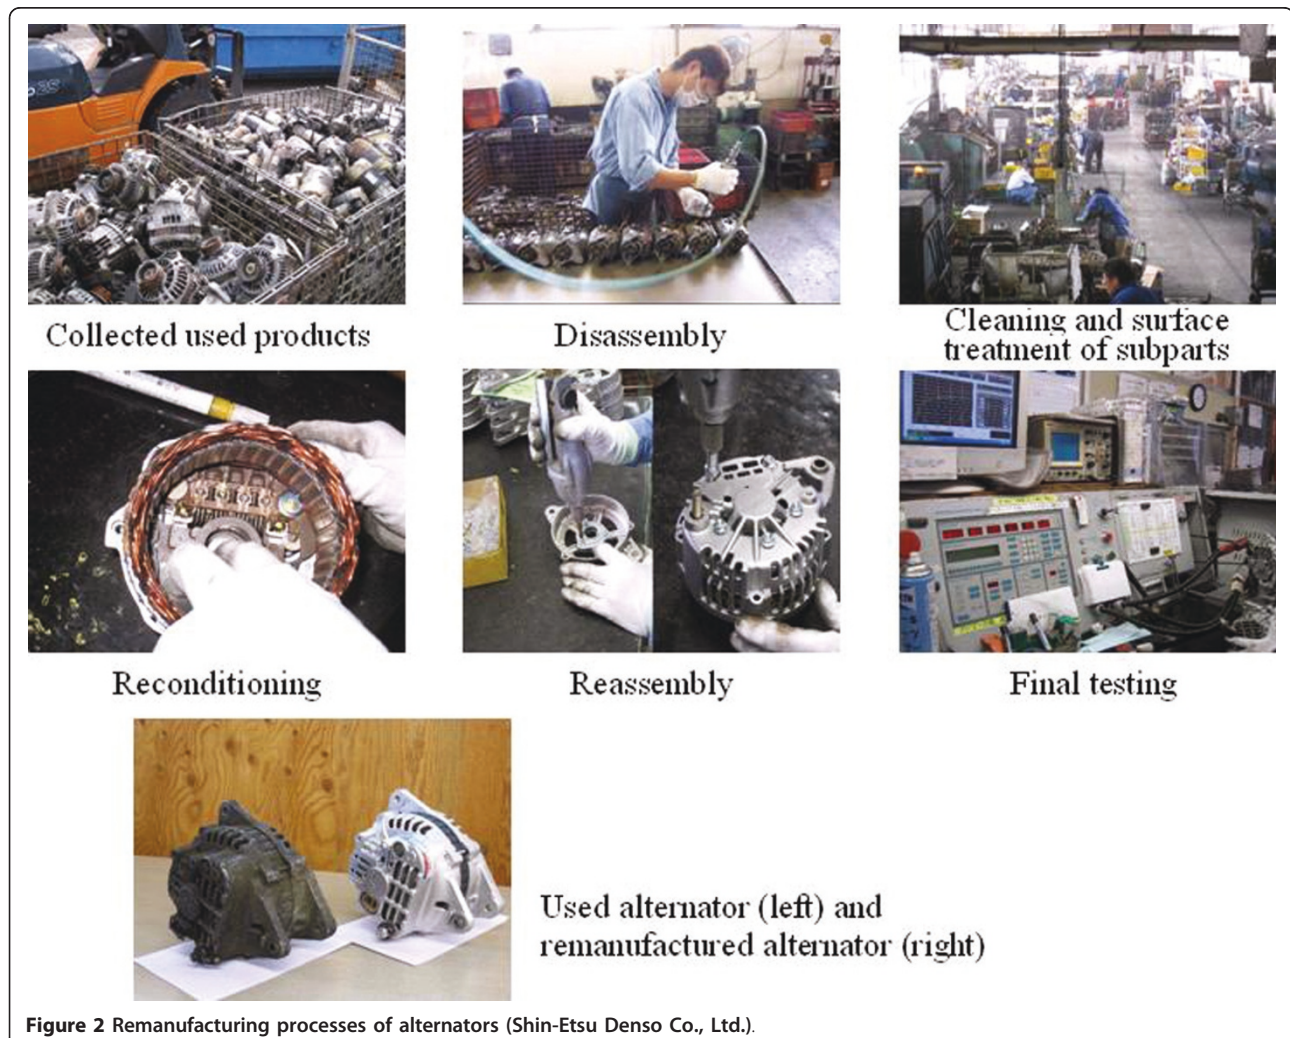 35
Collected used products
Disassembly
Cleaning and surface
treatment of subparts
Reconditioning
Reassembly
Final testing
Used alternator (left) and
remanufactured alternator (right)
Figure 2 Remanufacturing processes of alternators (Shin-Etsu Denso Co., Ltd.).